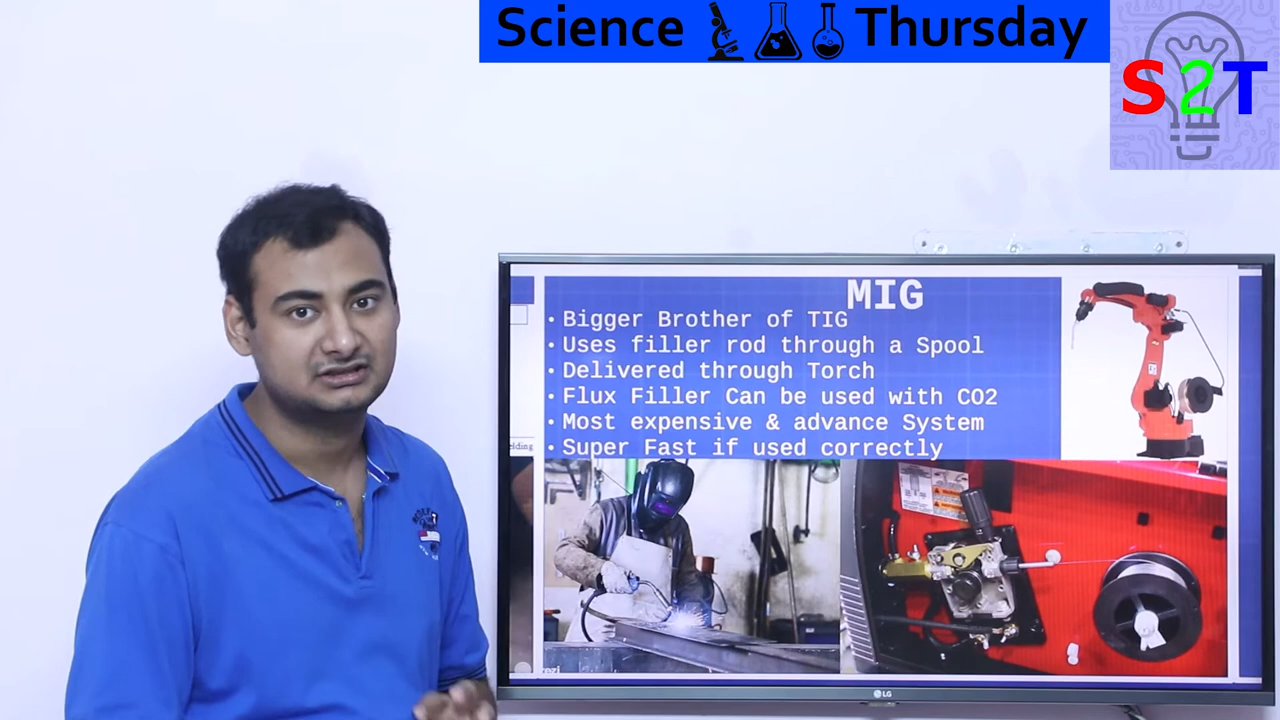 Science Thursday
S2T
MIG
• Bigger Brother of TIG
• Uses filler rod through a Spool
• Delivered through Torch
• Flux Filler Can be used with CO2
• Most expensive & advance System
• Super Fast if used correctly
elding
LG